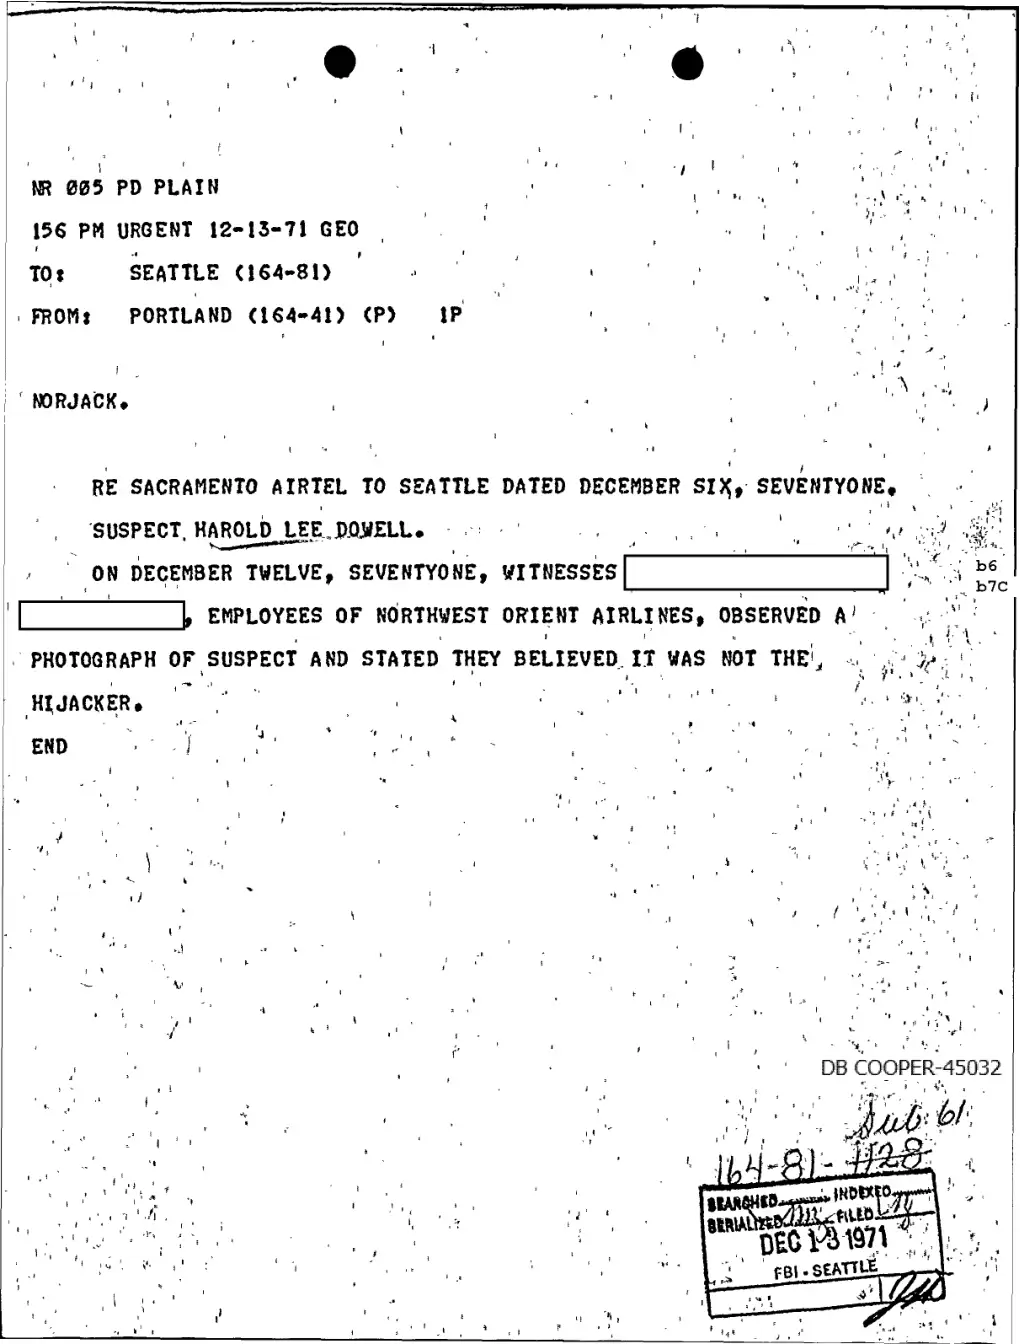 NR 005 PD PLAIN
156 PM URGENT 12-13-71 GEO
TO: SEATTLE (164-81)
FROM: PORTLAND (164-41) (P) 1P
NORJACK.
RE SACRAMENTO AIRTEL TO SEATTLE DATED DECEMBER SIX, SEVENTYONE.
SUSPECT HAROLD LEE DOWELL.
ON DECEMBER TWELVE, SEVENTYONE, WITNESSES
b6
b7C
, EMPLOYEES OF NORTHWEST ORIENT AIRLINES, OBSERVED A
PHOTOGRAPH OF SUSPECT AND STATED THEY BELIEVED IT WAS NOT THE
HIJACKER.
END
DB COOPER-45032
Sub 61
164-81-1128
SEARCHED INDEXED
SERIALIZED FILED
DEC 13 1971
FBI - SEATTLE